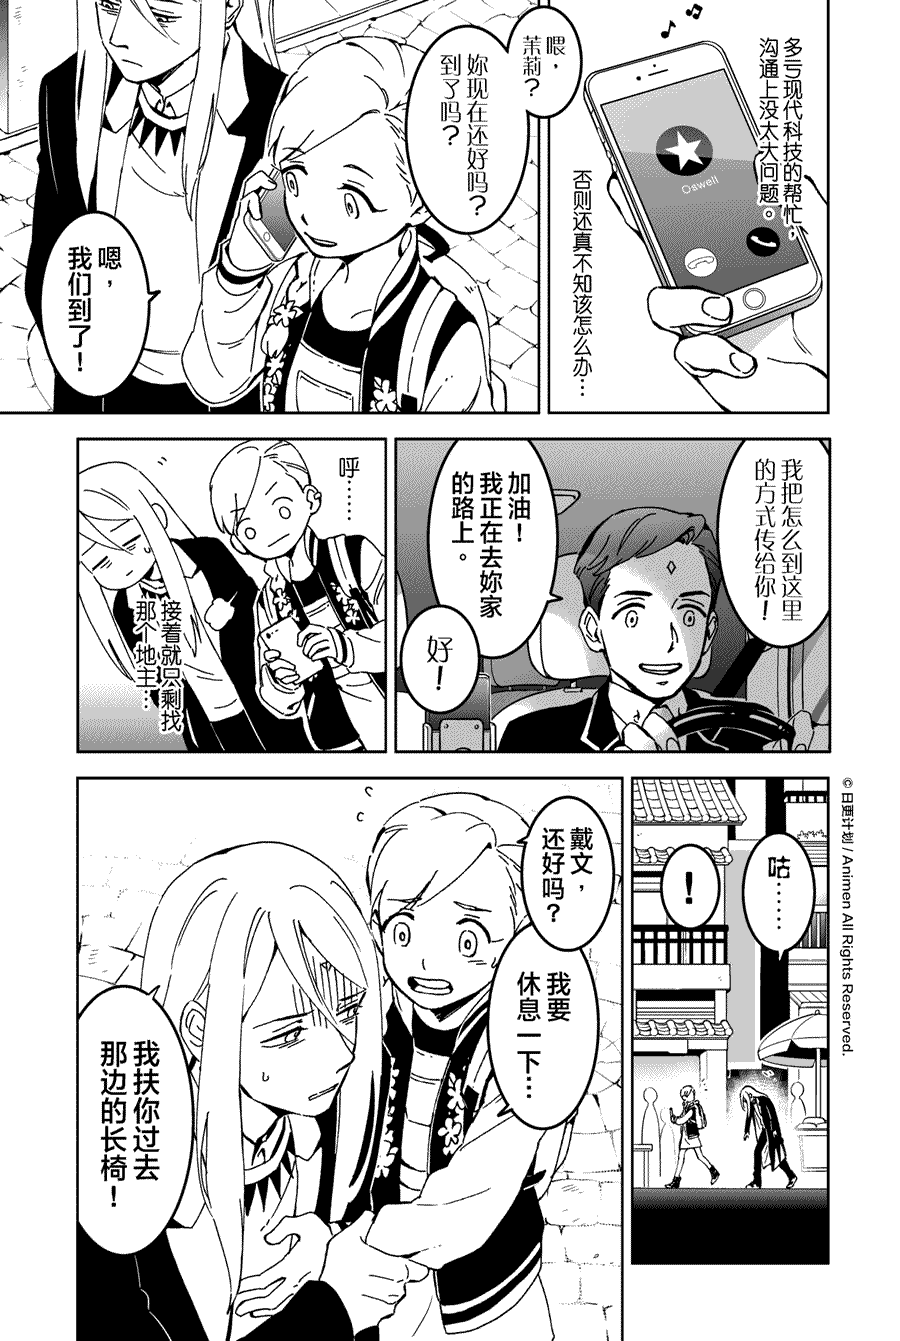 多亏现代科技的帮忙，
沟通上没太大问题。
Oswell
否则还真不知该怎么办…
喂，
茉莉？
妳现在还好吗？
到了吗？
嗯，
我们到了！
我把怎么到这里
的方式传给你！
加油！
我正在去妳家
的路上。
好！
呼……
接着就只剩找
那个地主…
咕……
！
戴文，
还好吗？
我要
休息一下…
我扶你过去
那边的长椅！
© 日更计划 / Animen All Rights Reserved.